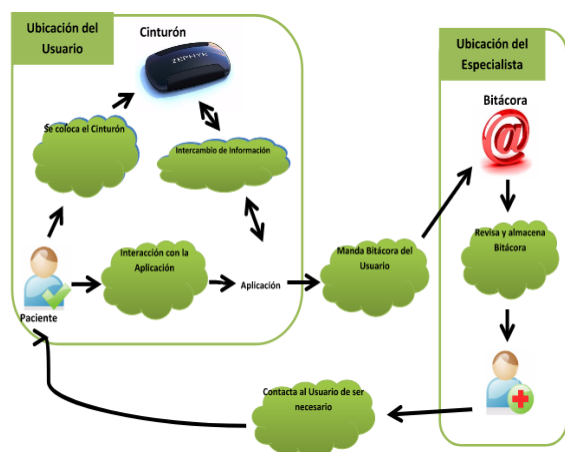 Ubicación del
Usuario
Cinturón
ZEPHYR
Se coloca el Cinturón
Intercambio de Información
Interacción con la
Aplicación
Aplicación
Paciente
Manda Bitácora del
Usuario
Ubicación del
Especialista
Bitácora
@
Revisa y almacena
Bitácora
Contacta al Usuario de ser
necesario